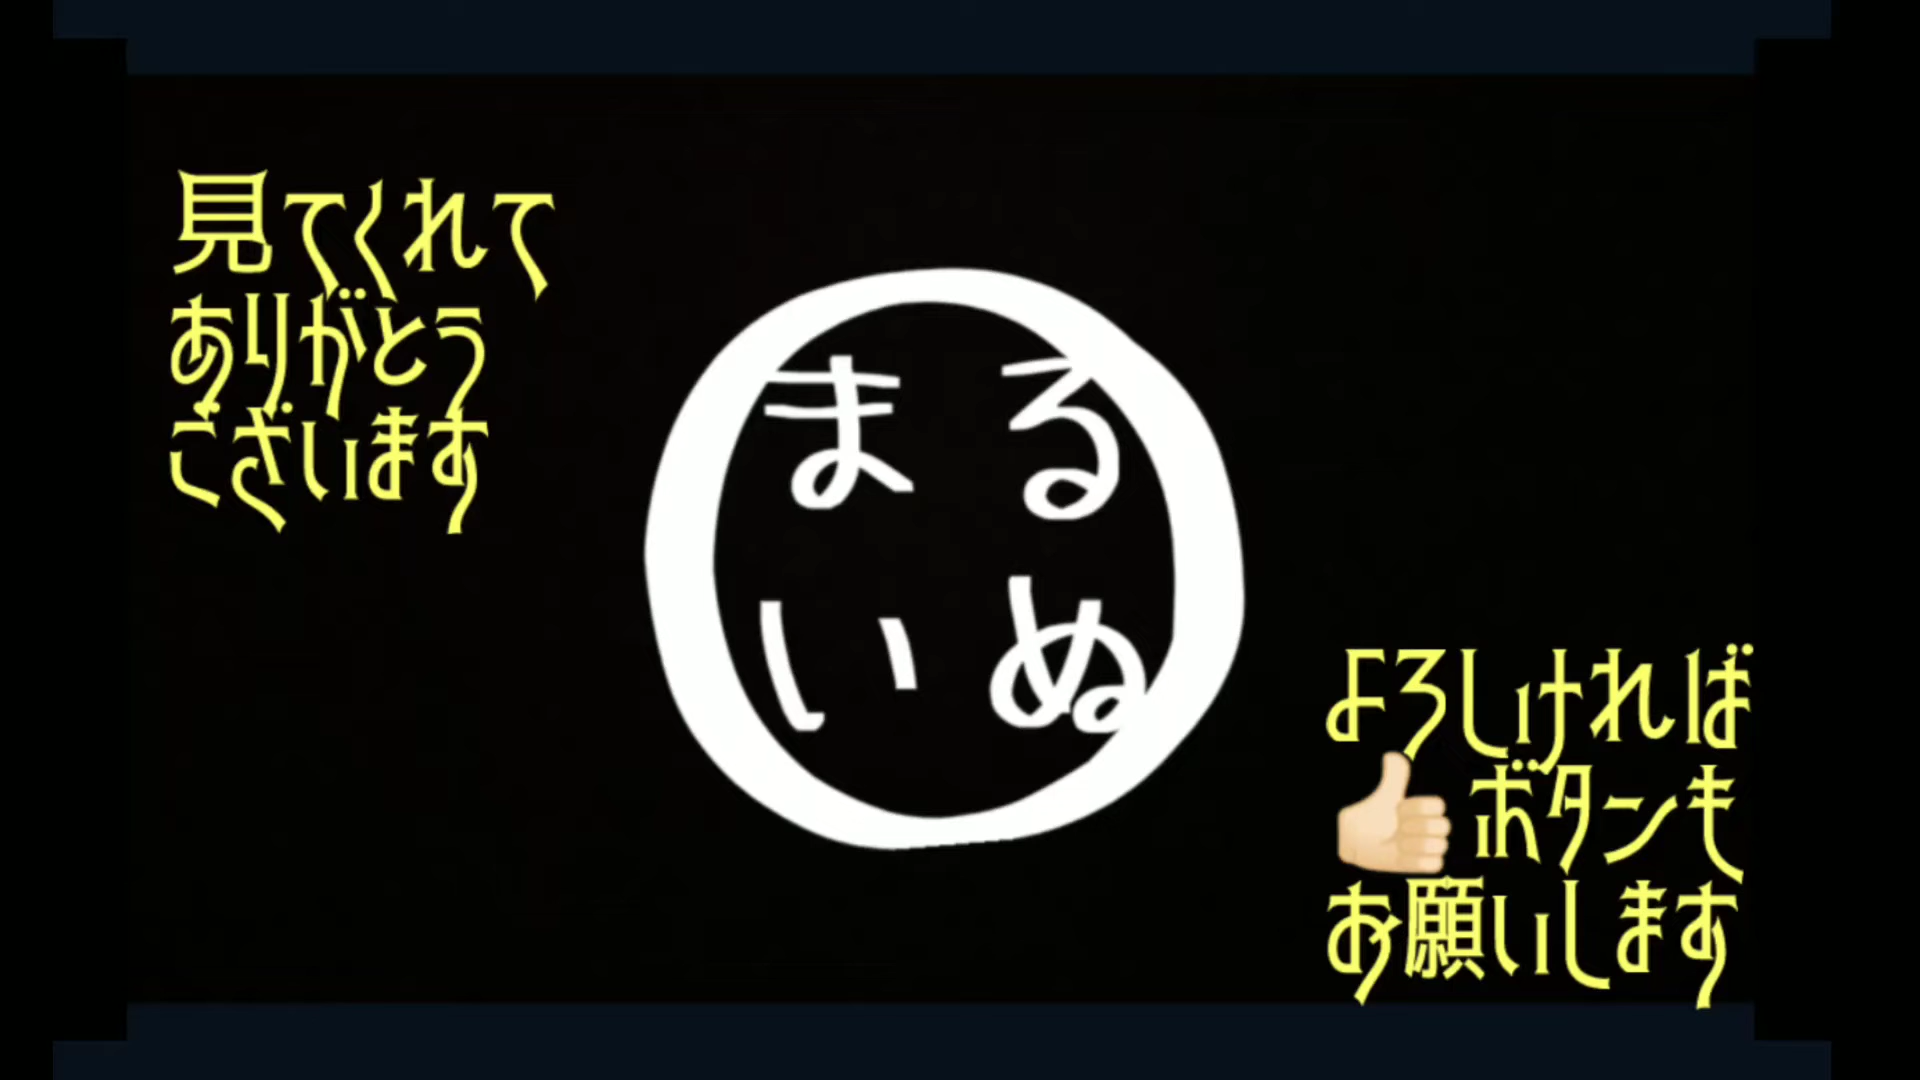 見てくれて
ありがとう
ございます
まる
いぬ
よろしければ
👍🏻ボタンも
お願いします